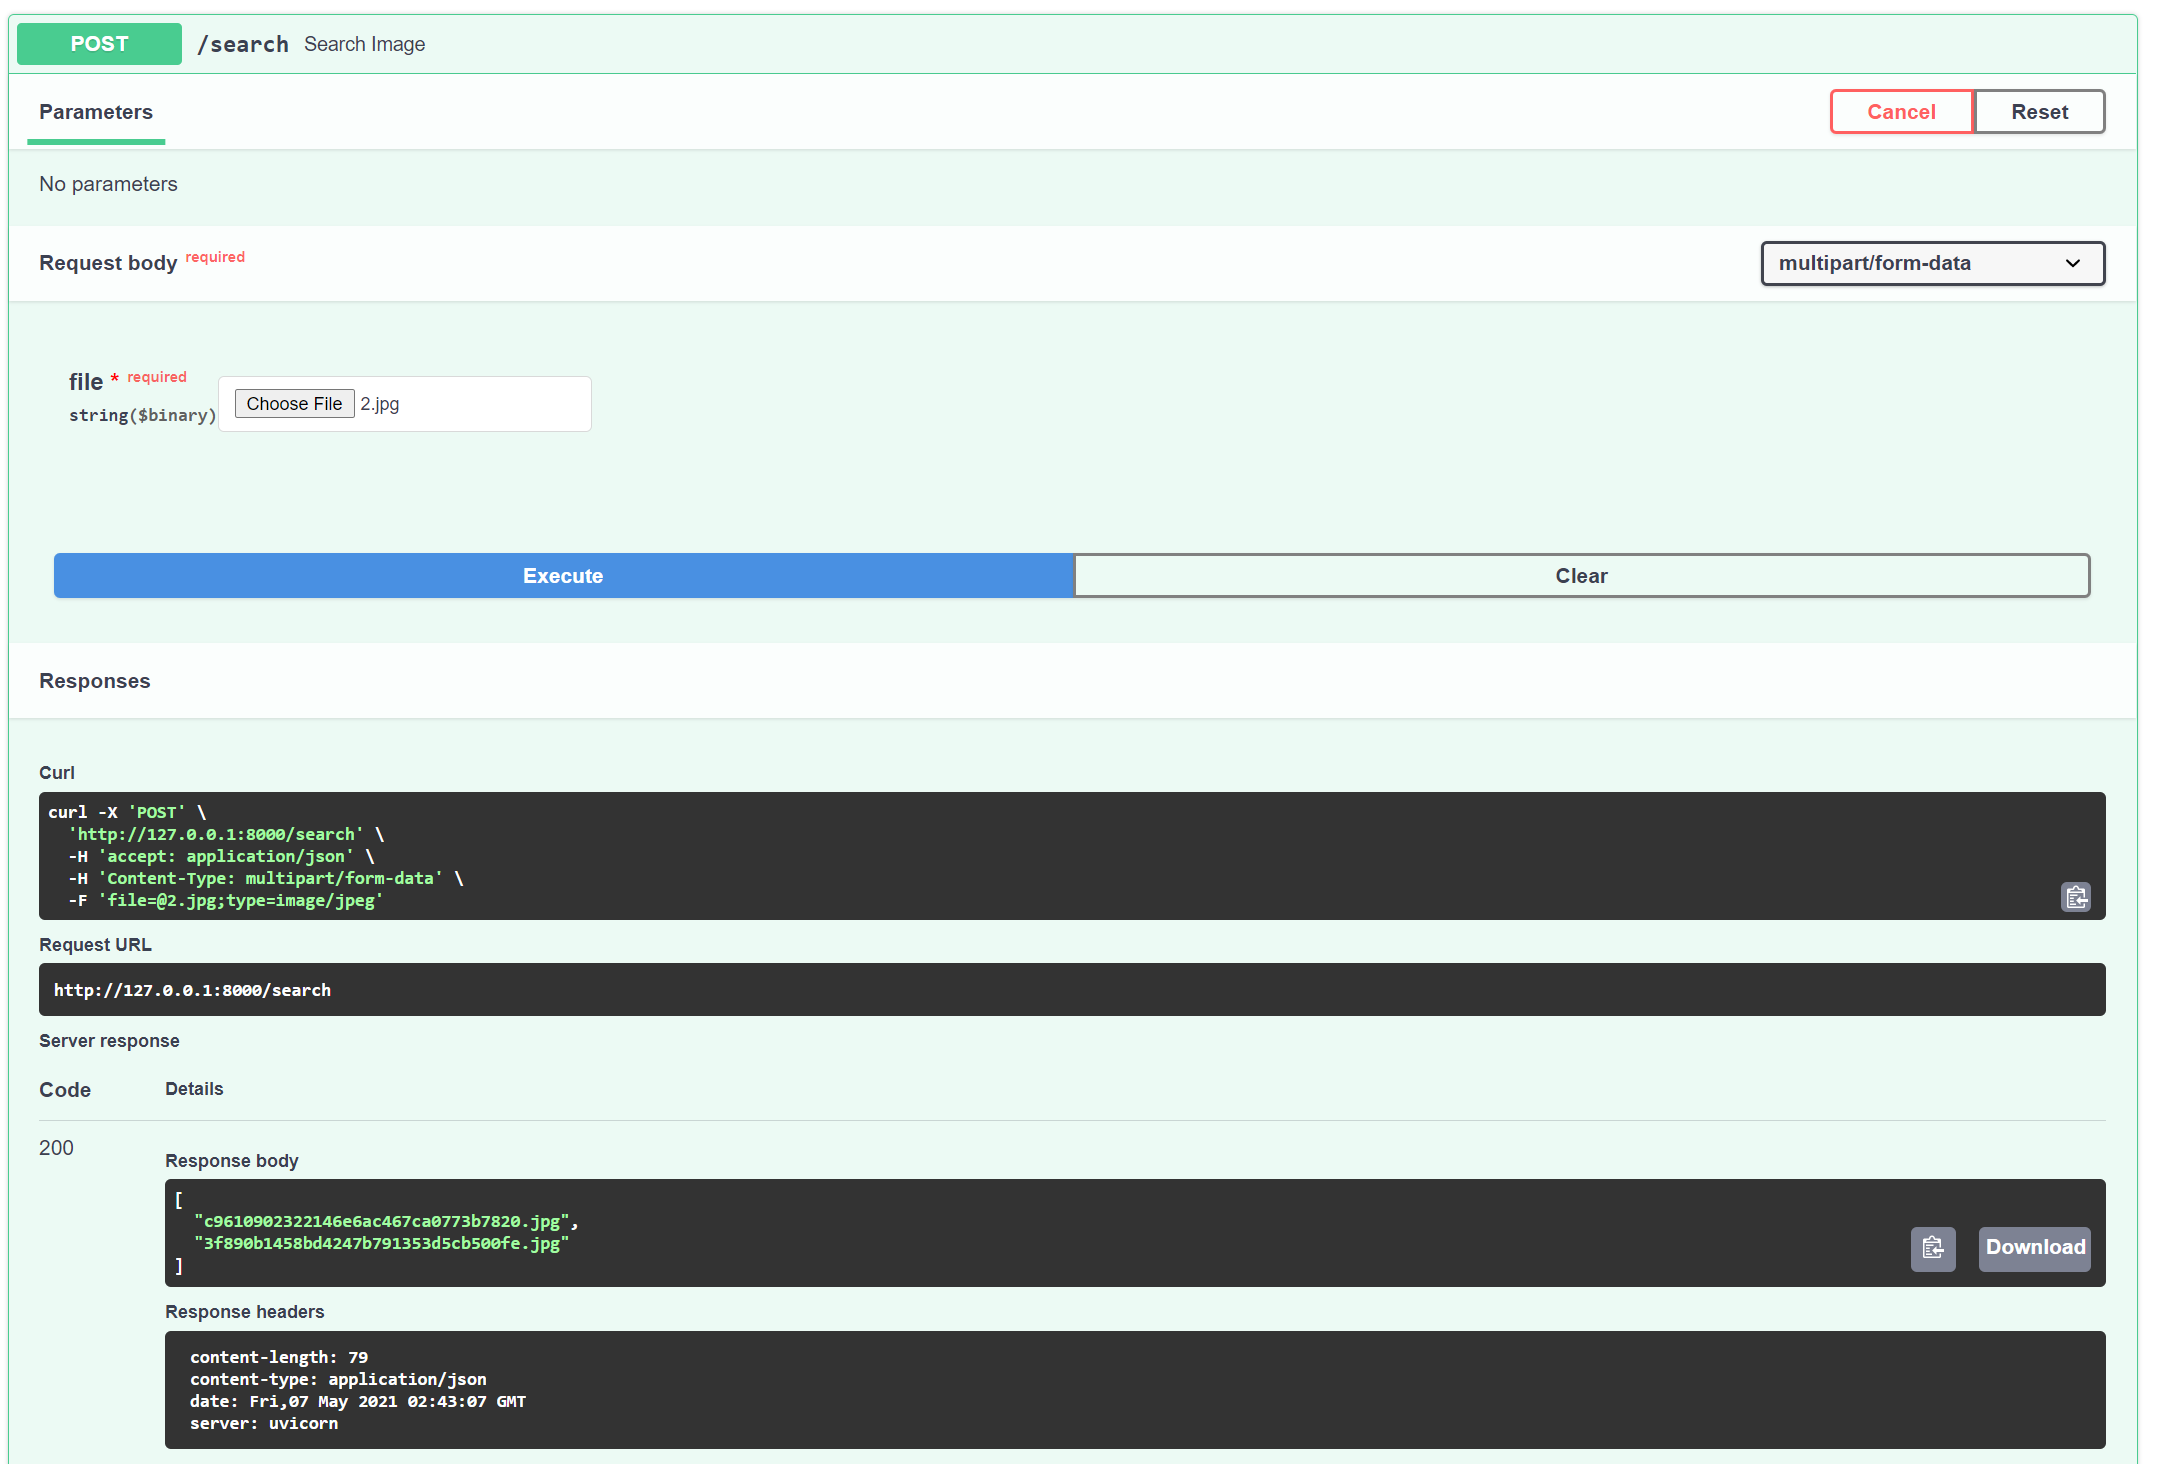 POST /search Search Image
Parameters
Cancel Reset
No parameters
Request body required
multipart/form-data
file * required
string($binary)
Choose File 2.jpg
Execute Clear
Responses
Curl
curl -X 'POST' \
  'http://127.0.0.1:8000/search' \
  -H 'accept: application/json' \
  -H 'Content-Type: multipart/form-data' \
  -F 'file=@2.jpg;type=image/jpeg'
Request URL
http://127.0.0.1:8000/search
Server response
Code Details
200
Response body
[
  "c9610902322146e6ac467ca0773b7820.jpg",
  "3f890b1458bd4247b791353d5cb500fe.jpg"
]
Download
Response headers
content-length: 79
content-type: application/json
date: Fri,07 May 2021 02:43:07 GMT
server: uvicorn